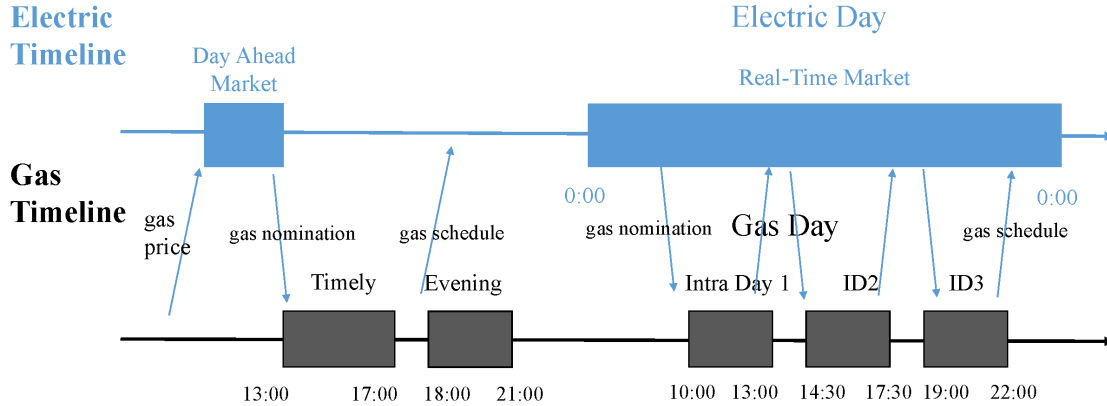 Electric
Timeline
Electric Day
Day Ahead
Market
Real-Time Market
Gas
Timeline
0:00
0:00
gas
price
gas nomination
gas schedule
gas nomination
Gas Day
gas schedule
Timely
Evening
Intra Day 1
ID2
ID3
13:00
17:00
18:00
21:00
10:00
13:00
14:30
17:30
19:00
22:00